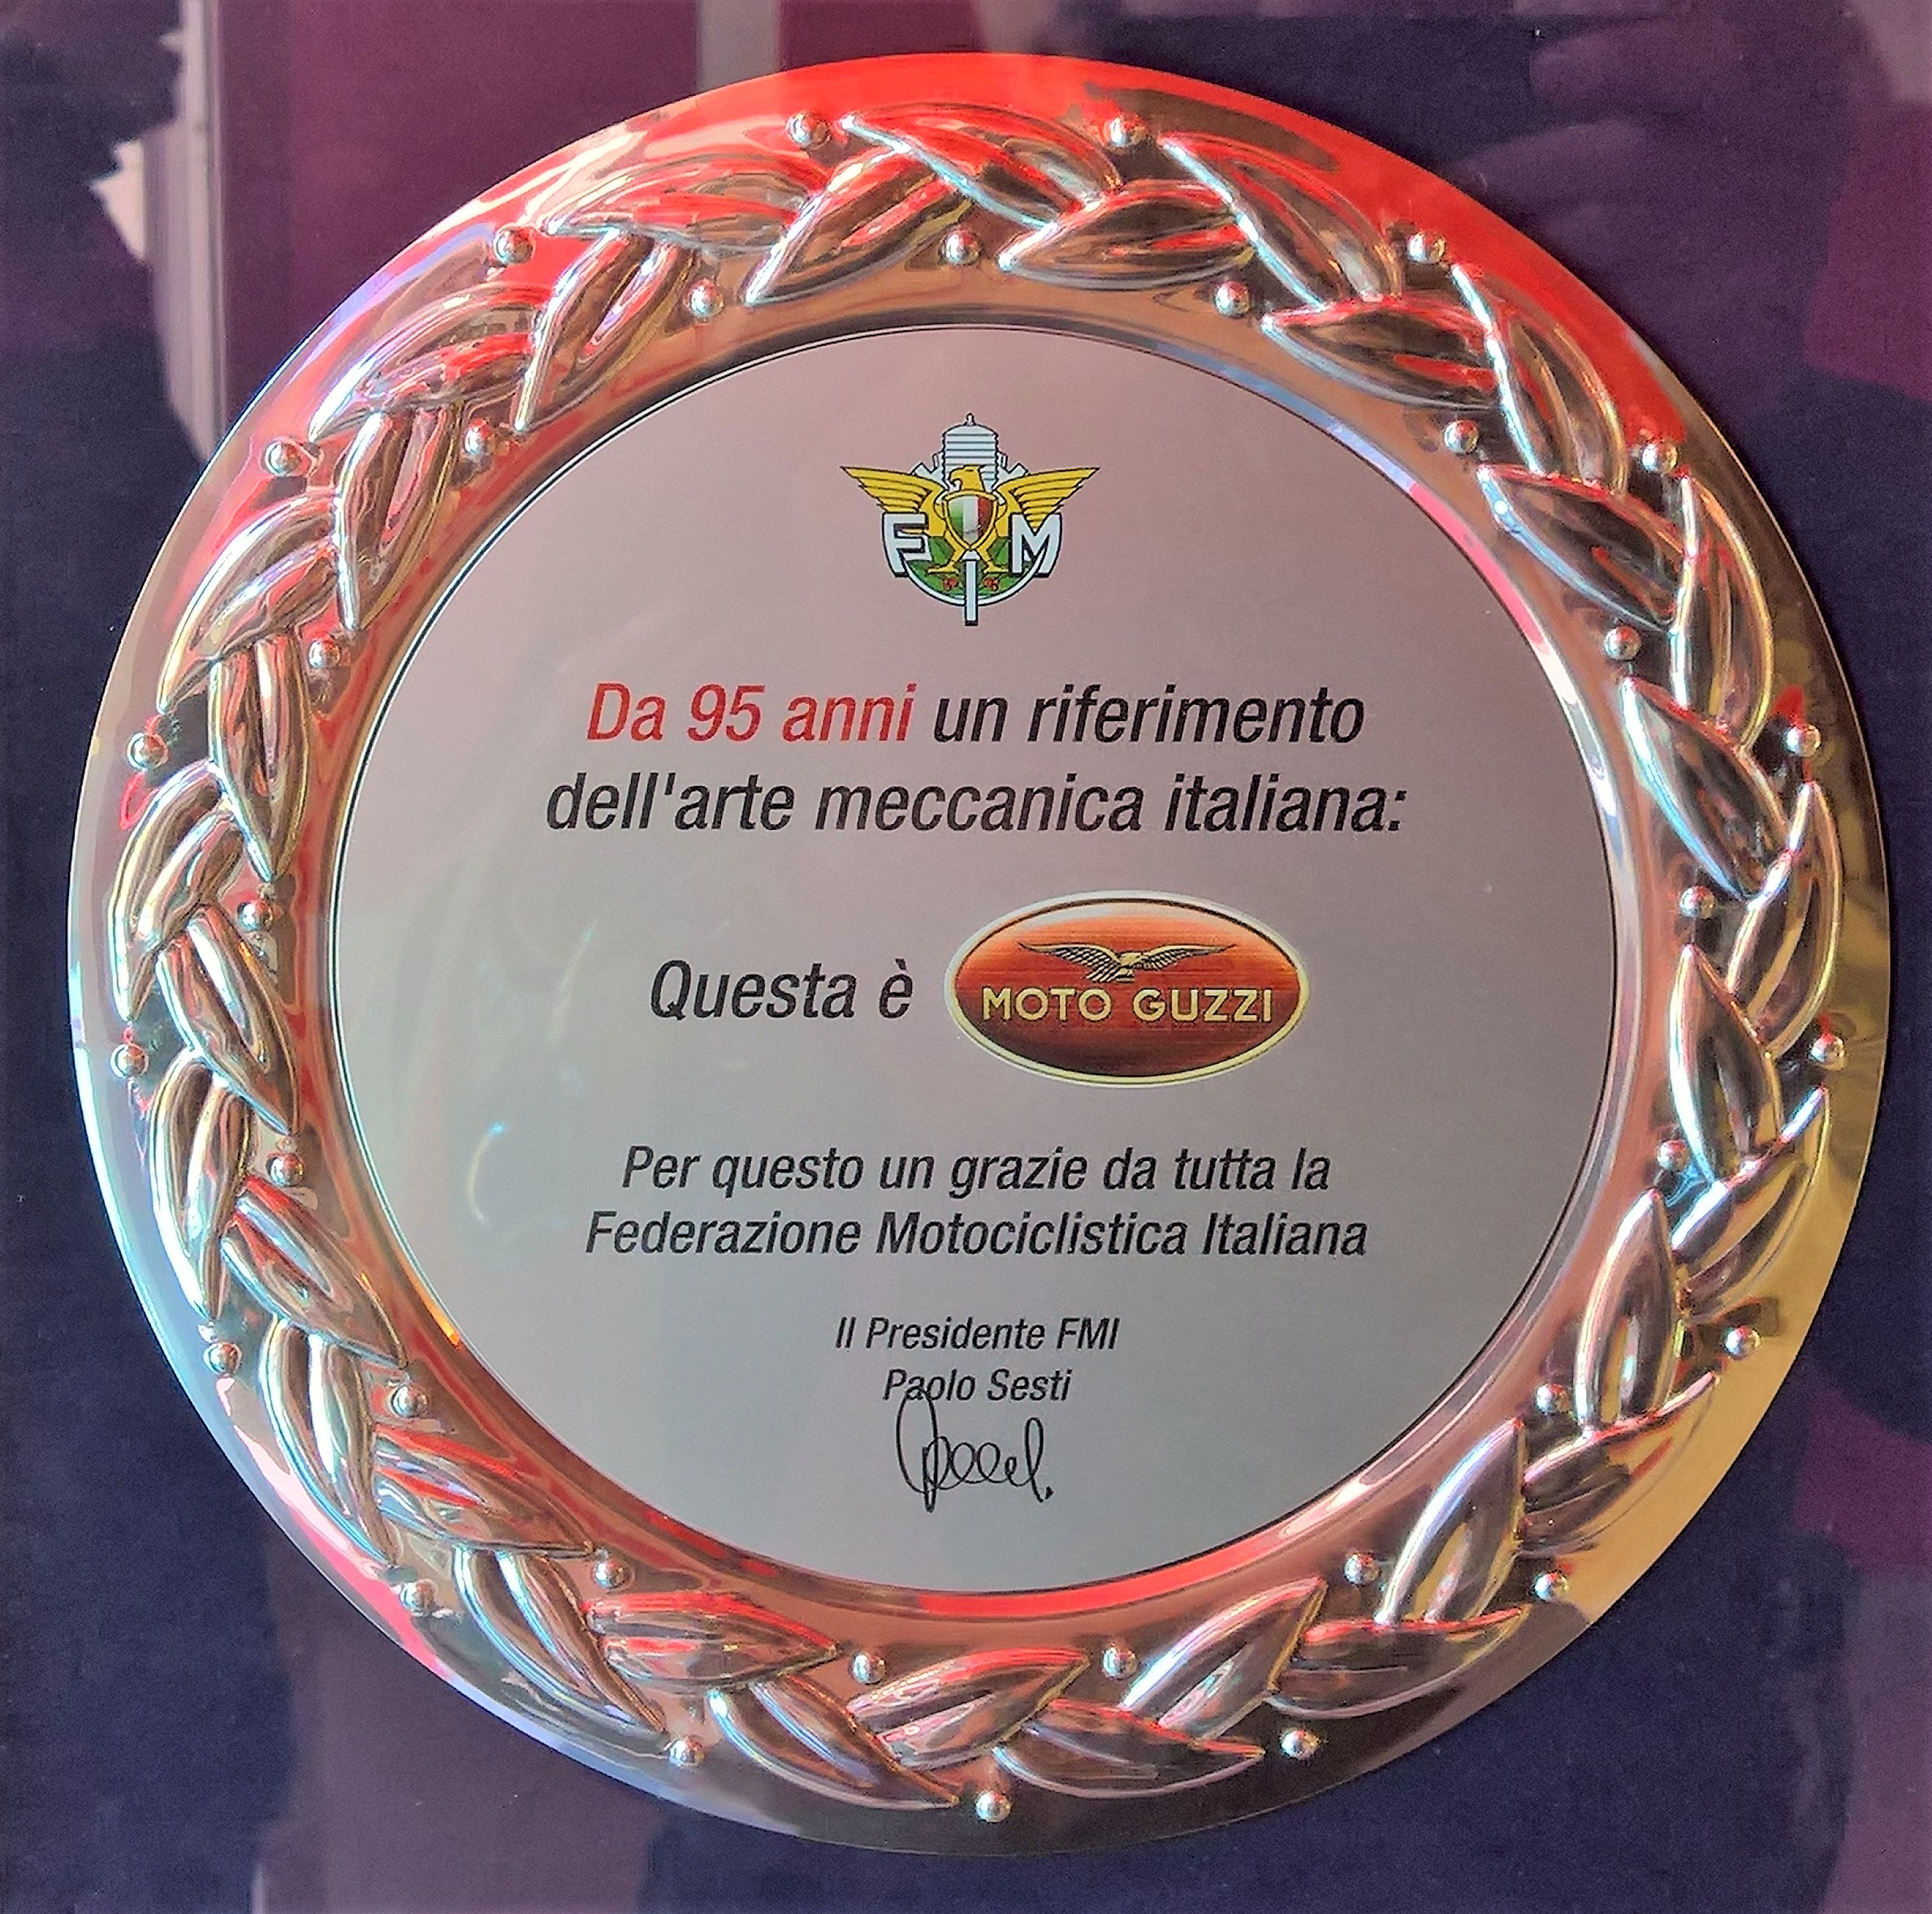 FIM
Da 95 anni un riferimento
dell'arte meccanica italiana:
Questa è MOTO GUZZI
Per questo un grazie da tutta la
Federazione Motociclistica Italiana
Il Presidente FMI
Paolo Sesti